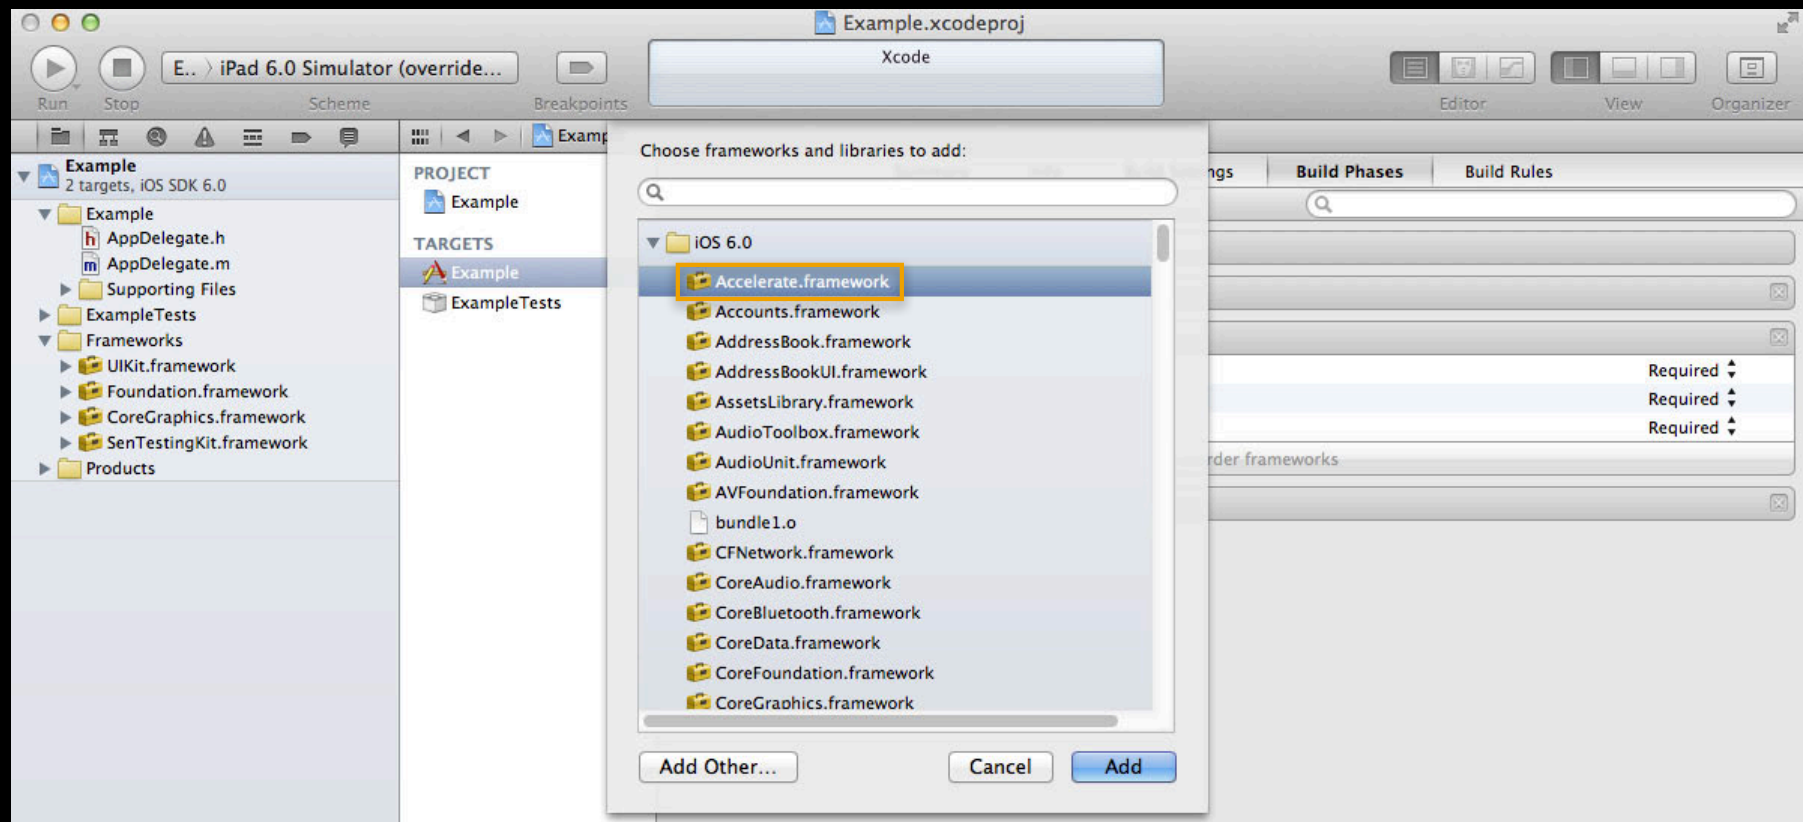 Example.xcodeproj
E.. 〉 iPad 6.0 Simulator (override...
Xcode
Run
Stop
Scheme
Breakpoints
Editor
View
Organizer
Example
2 targets, iOS SDK 6.0
Example
h AppDelegate.h
m AppDelegate.m
Supporting Files
ExampleTests
Frameworks
UIKit.framework
Foundation.framework
CoreGraphics.framework
SenTestingKit.framework
Products
PROJECT
Example
TARGETS
Example
ExampleTests
Choose frameworks and libraries to add:
iOS 6.0
Accelerate.framework
Accounts.framework
AddressBook.framework
AddressBookUI.framework
AssetsLibrary.framework
AudioToolbox.framework
AudioUnit.framework
AVFoundation.framework
bundle1.o
CFNetwork.framework
CoreAudio.framework
CoreBluetooth.framework
CoreData.framework
CoreFoundation.framework
CoreGraphics.framework
Add Other...
Cancel
Add
Build Phases
Build Rules
Required
Required
Required
frameworks